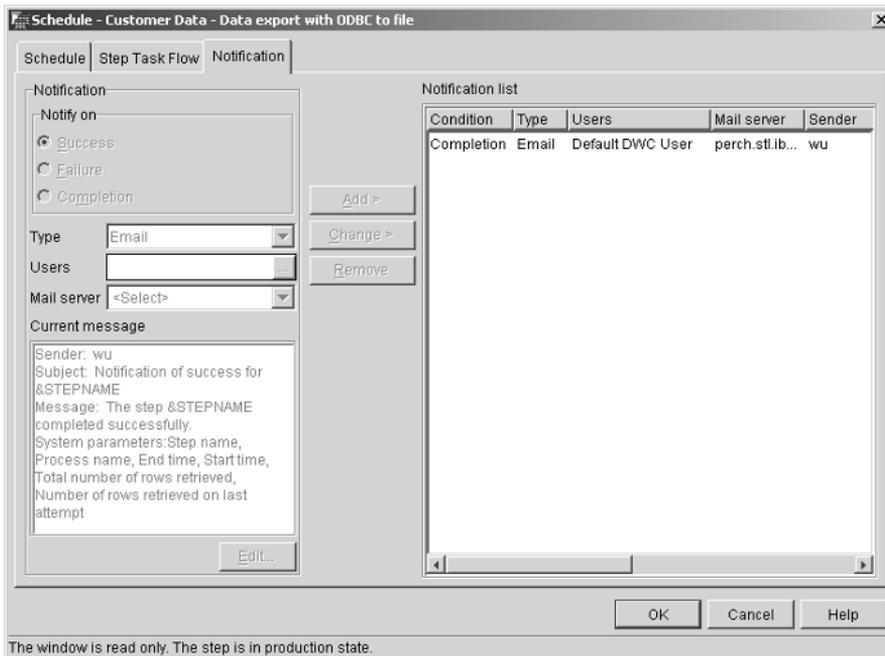 Schedule - Customer Data - Data export with ODBC to file
Schedule
Step Task Flow
Notification
Notification
Notify on
Success
Failure
Completion
Type
Email
Users
...
Mail server
<Select>
Current message
Sender: wu
Subject: Notification of success for
&STEPNAME
Message: The step &STEPNAME
completed successfully.
System parameters:Step name,
Process name, End time, Start time,
Total number of rows retrieved,
Number of rows retrieved on last
attempt
Edit...
Add >
Change >
Remove
Notification list
Condition Type Users Mail server Sender
Completion Email Default DWC User perch.stl.ib... wu
OK
Cancel
Help
The window is read only. The step is in production state.